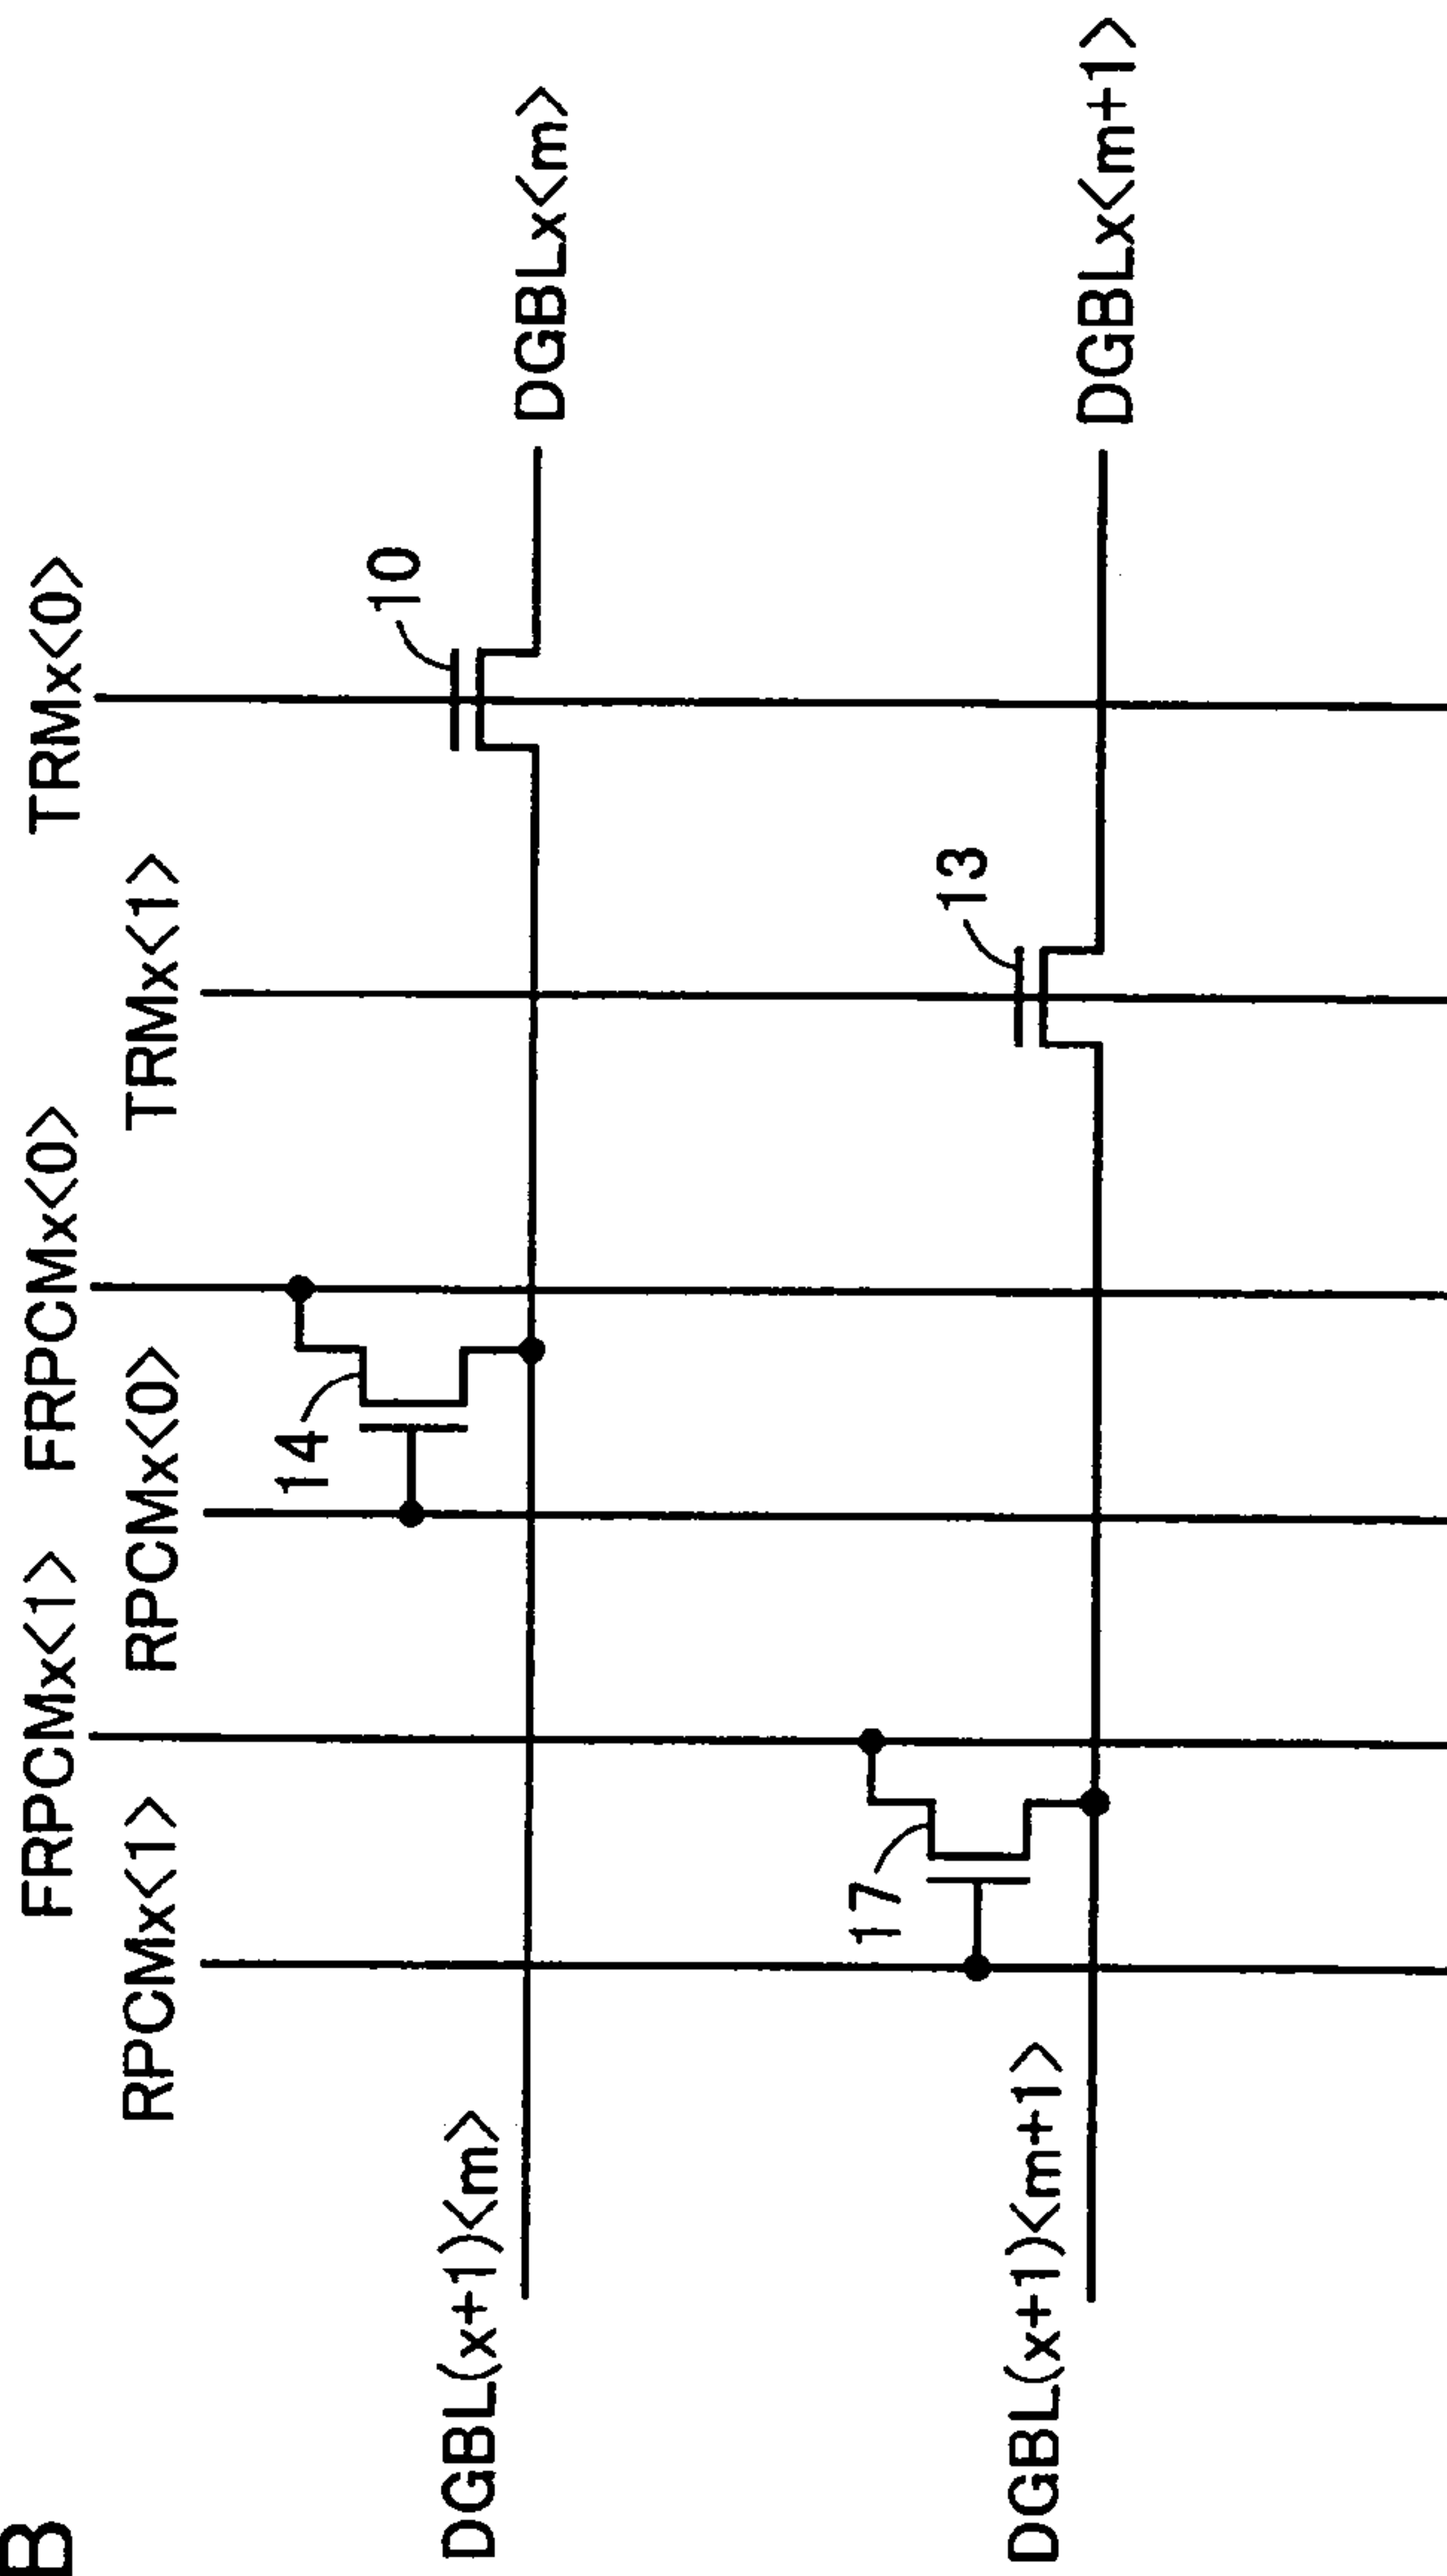 B
FRPCMx<1>
FRPCMx<0>
TRMx<0>
RPCMx<1>
RPCMx<0>
TRMx<1>
14
10
DGBL(x+1)<m>
DGBLx<m>
17
13
DGBL(x+1)<m+1>
DGBLx<m+1>